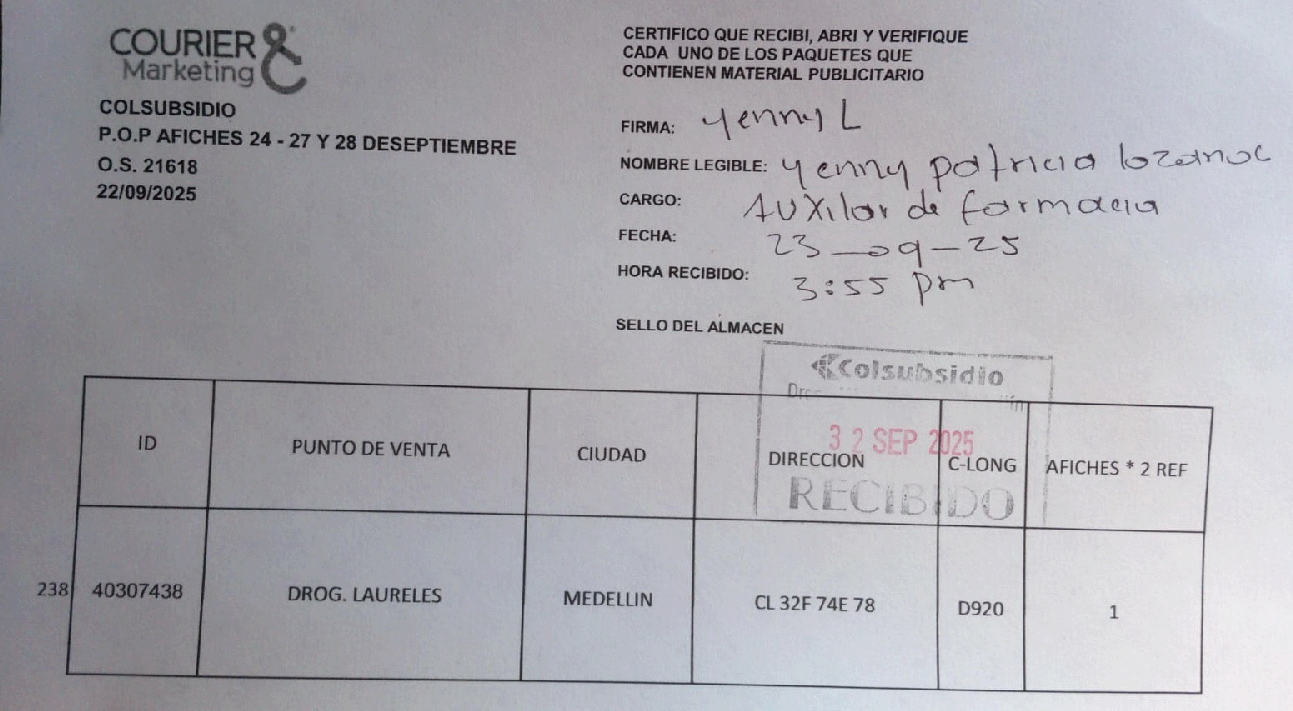 COURIER &
Marketing
COLSUBSIDIO
P.O.P AFICHES 24 - 27 Y 28 DESEPTIEMBRE
O.S. 21618
22/09/2025
CERTIFICO QUE RECIBI, ABRI Y VERIFIQUE
CADA UNO DE LOS PAQUETES QUE
CONTIENEN MATERIAL PUBLICITARIO
FIRMA: Yenny L
NOMBRE LEGIBLE: Yenny patricia
CARGO: AUXiliar de farmacia
FECHA: 23-09-25
HORA RECIBIDO: 3:55 pm
SELLO DEL ALMACEN
Colsubsidio
32 SEP 2025
RECIBIDO
ID PUNTO DE VENTA CIUDAD DIRECCION C-LONG AFICHES * 2 REF
238 40307438 DROG. LAURELES MEDELLIN CL 32F 74E 78 D920 1